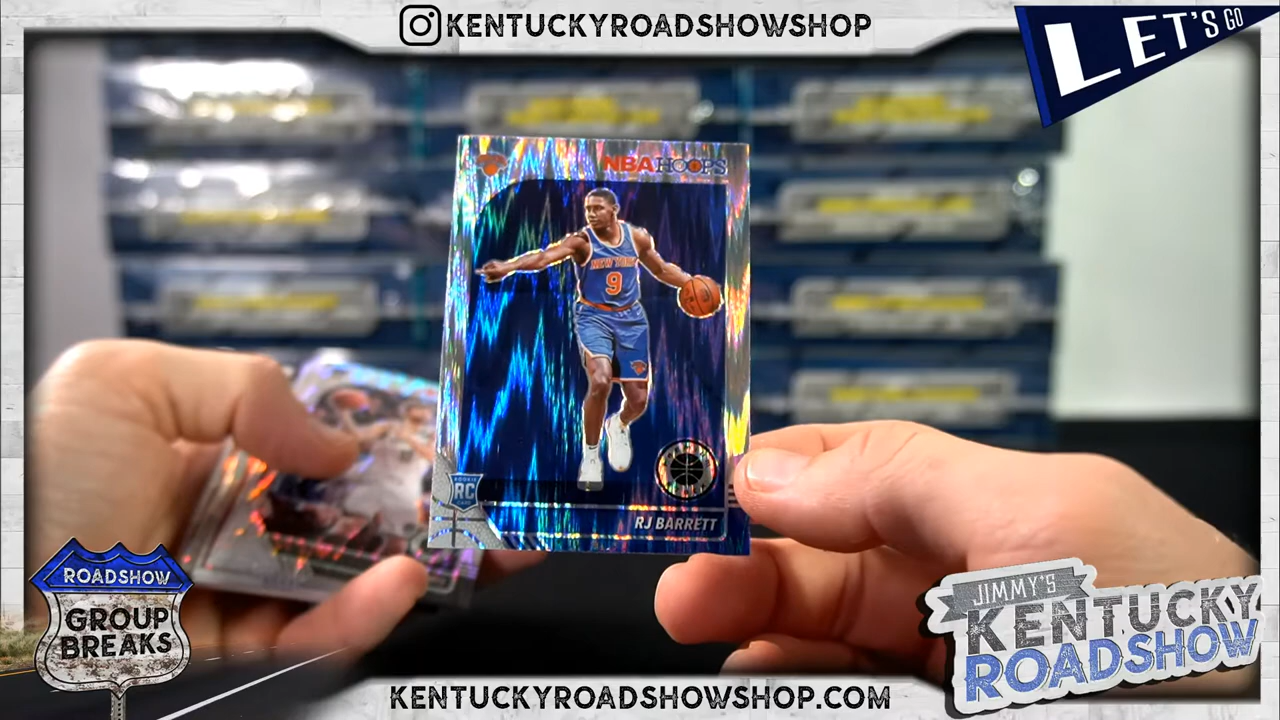 KENTUCKYROADSHOWSHOP
LET'S GO
NBA HOOPS
NEW YORK
9
ROOKIE
RC
RJ BARRETT
ROADSHOW
GROUP
BREAKS
JIMMY'S
KENTUCKY
ROADSHOW
KENTUCKYROADSHOWSHOP.COM